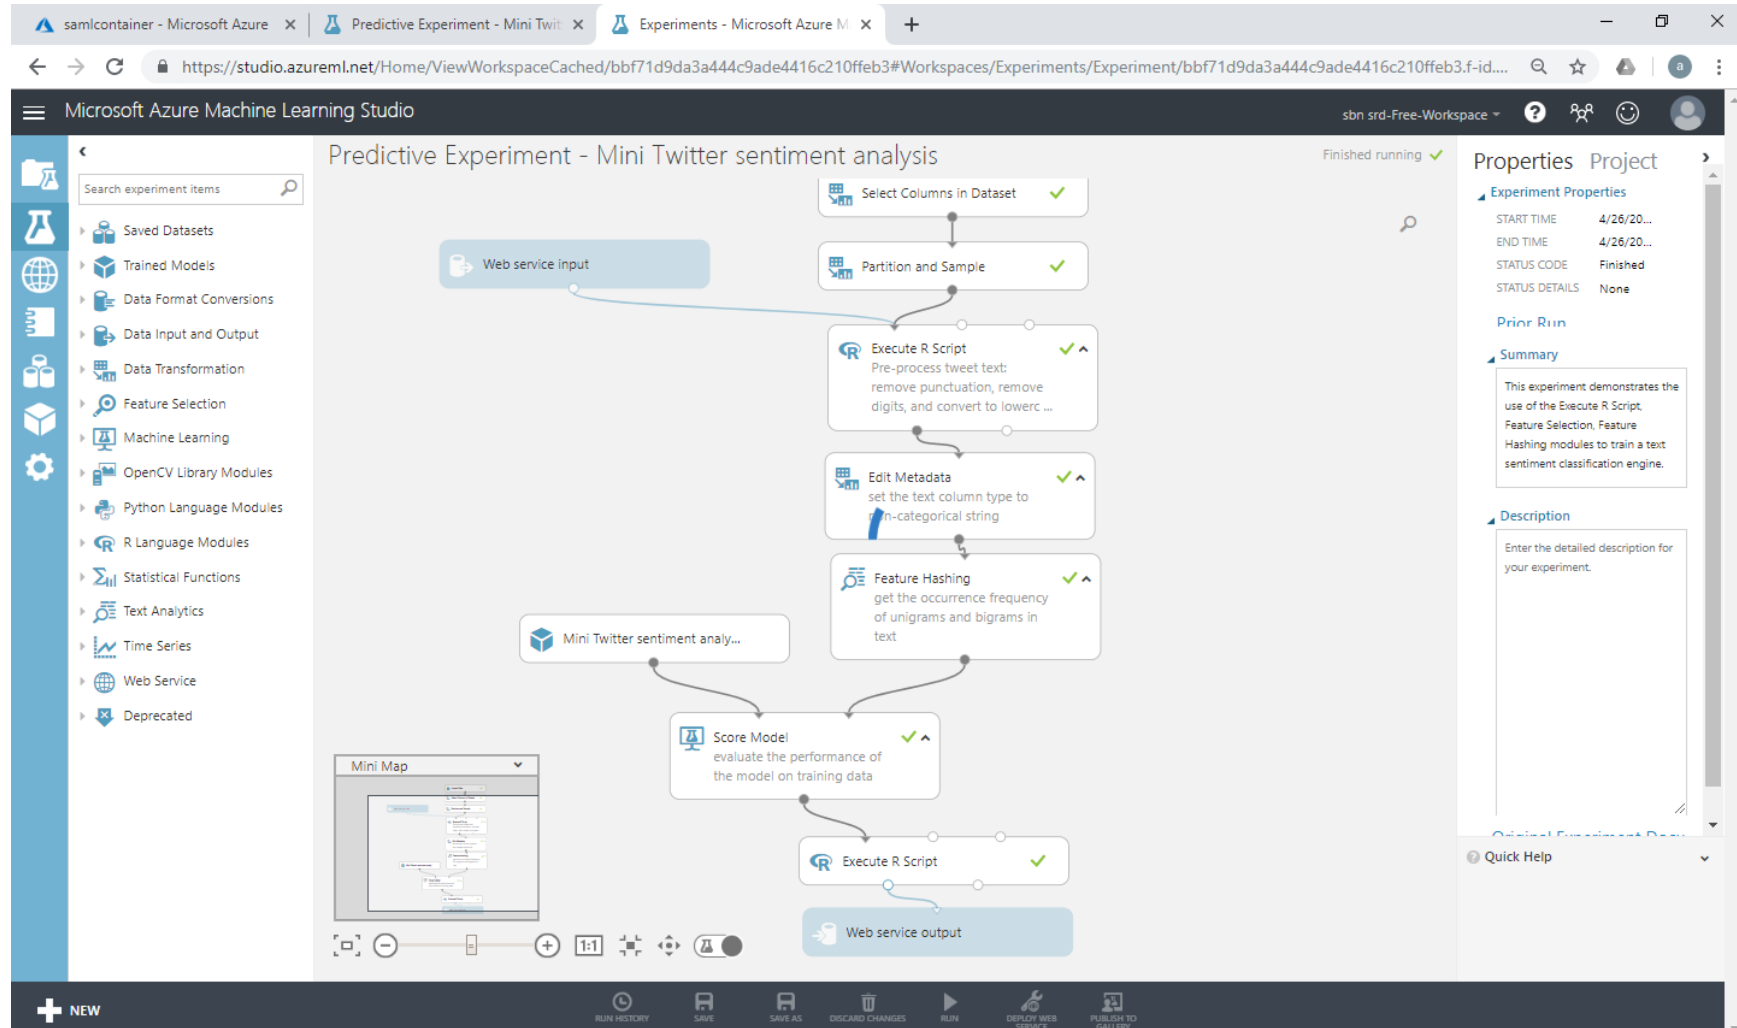 samlcontainer - Microsoft Azure
Predictive Experiment - Mini Twit
Experiments - Microsoft Azure M
https://studio.azureml.net/Home/ViewWorkspaceCached/bbf71d9da3a444c9ade4416c210ffeb3#Workspaces/Experiments/Experiment/bbf71d9da3a444c9ade4416c210ffeb3.f-id....
a
Microsoft Azure Machine Learning Studio
sbn srd-Free-Workspace
Search experiment items
Saved Datasets
Trained Models
Data Format Conversions
Data Input and Output
Data Transformation
Feature Selection
Machine Learning
OpenCV Library Modules
Python Language Modules
R Language Modules
Statistical Functions
Text Analytics
Time Series
Web Service
Deprecated
Predictive Experiment - Mini Twitter sentiment analysis
Finished running
Select Columns in Dataset
Web service input
Partition and Sample
Execute R Script
Pre-process tweet text:
remove punctuation, remove
digits, and convert to lowerc ...
Edit Metadata
set the text column type to
non-categorical string
Feature Hashing
get the occurrence frequency
of unigrams and bigrams in
text
Mini Twitter sentiment analy...
Score Model
evaluate the performance of
the model on training data
Execute R Script
Web service output
Mini Map
1:1
Properties Project
Experiment Properties
START TIME 4/26/20...
END TIME 4/26/20...
STATUS CODE Finished
STATUS DETAILS None
Prior Run
Summary
This experiment demonstrates the
use of the Execute R Script,
Feature Selection, Feature
Hashing modules to train a text
sentiment classification engine.
Description
Enter the detailed description for
your experiment.
Original Experiment Docu
Quick Help
NEW
RUN HISTORY
SAVE
SAVE AS
DISCARD CHANGES
RUN
DEPLOY WEB
SERVICE
PUBLISH TO
GALLERY